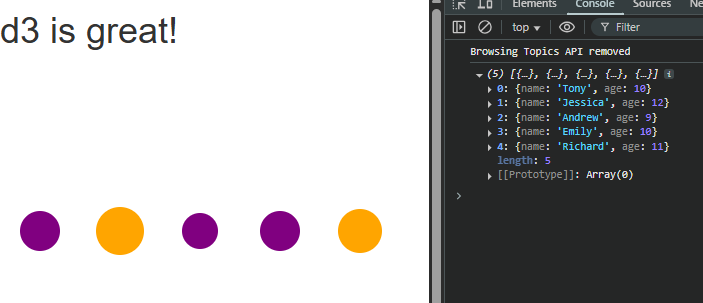 d3 is great!
Elements Console Sources Ne
top Filter
Browsing Topics API removed
(5) [{…}, {…}, {…}, {…}, {…}] i
0: {name: 'Tony', age: 10}
1: {name: 'Jessica', age: 12}
2: {name: 'Andrew', age: 9}
3: {name: 'Emily', age: 10}
4: {name: 'Richard', age: 11}
length: 5
[[Prototype]]: Array(0)